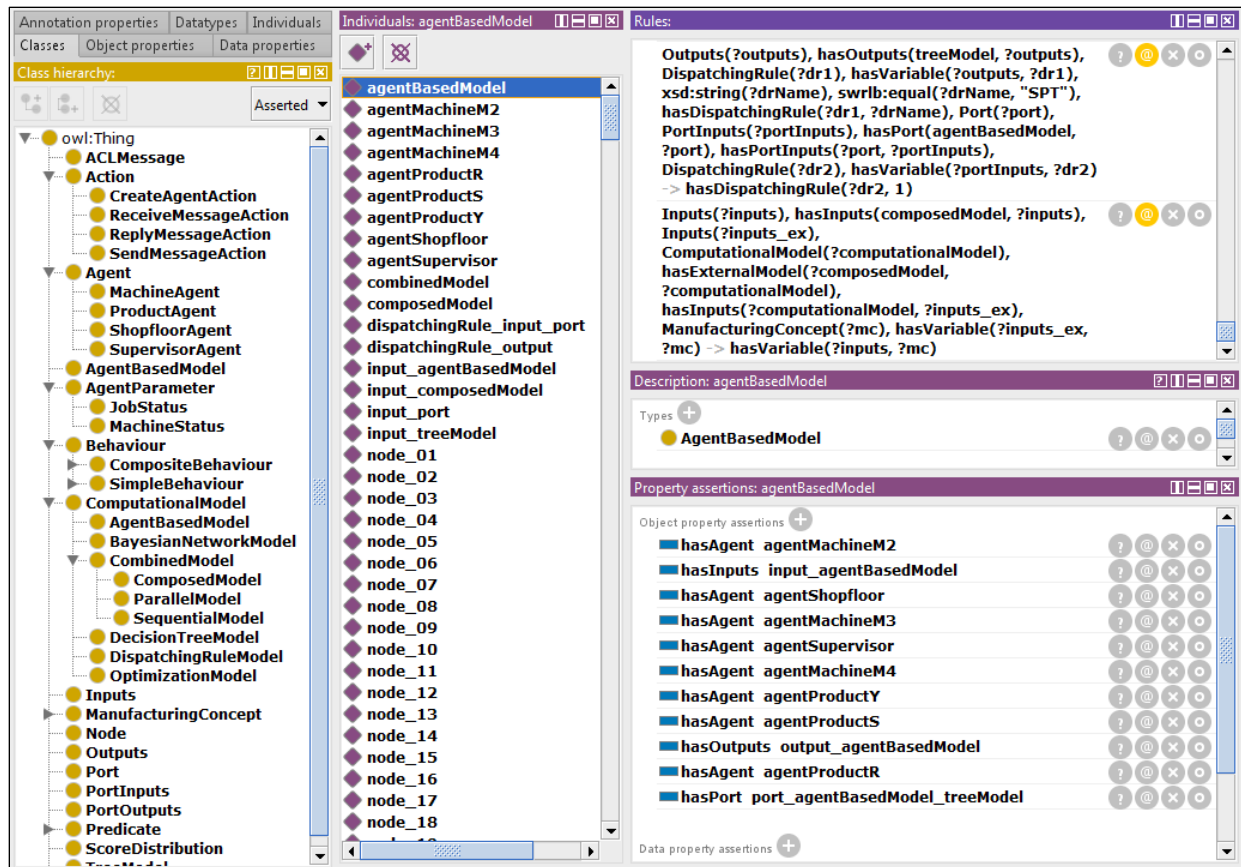 Annotation properties Datatypes Individuals
Classes Object properties Data properties
Class hierarchy:
Asserted
owl:Thing
ACLMessage
Action
CreateAgentAction
ReceiveMessageAction
ReplyMessageAction
SendMessageAction
Agent
MachineAgent
ProductAgent
ShopfloorAgent
SupervisorAgent
AgentBasedModel
AgentParameter
JobStatus
MachineStatus
Behaviour
CompositeBehaviour
SimpleBehaviour
ComputationalModel
AgentBasedModel
BayesianNetworkModel
CombinedModel
ComposedModel
ParallelModel
SequentialModel
DecisionTreeModel
DispatchingRuleModel
OptimizationModel
Inputs
ManufacturingConcept
Node
Outputs
Port
PortInputs
PortOutputs
Predicate
ScoreDistribution
TreeModel
Individuals: agentBasedModel
agentBasedModel
agentMachineM2
agentMachineM3
agentMachineM4
agentProductR
agentProductS
agentProductY
agentShopfloor
agentSupervisor
combinedModel
composedModel
dispatchingRule_input_port
dispatchingRule_output
input_agentBasedModel
input_composedModel
input_port
input_treeModel
node_01
node_02
node_03
node_04
node_05
node_06
node_07
node_08
node_09
node_10
node_11
node_12
node_13
node_14
node_15
node_16
node_17
node_18
Rules:
Outputs(?outputs), hasOutputs(treeModel, ?outputs),
DispatchingRule(?dr1), hasVariable(?outputs, ?dr1),
xsd:string(?drName), swrlb:equal(?drName, "SPT"),
hasDispatchingRule(?dr1, ?drName), Port(?port),
PortInputs(?portInputs), hasPort(agentBasedModel,
?port), hasPortInputs(?port, ?portInputs),
DispatchingRule(?dr2), hasVariable(?portInputs, ?dr2)
-> hasDispatchingRule(?dr2, 1)
Inputs(?inputs), hasInputs(composedModel, ?inputs),
Inputs(?inputs_ex),
ComputationalModel(?computationalModel),
hasExternalModel(?composedModel,
?computationalModel),
hasInputs(?computationalModel, ?inputs_ex),
ManufacturingConcept(?mc), hasVariable(?inputs_ex,
?mc) -> hasVariable(?inputs, ?mc)
Description: agentBasedModel
Types
AgentBasedModel
Property assertions: agentBasedModel
Object property assertions
hasAgent agentMachineM2
hasInputs input_agentBasedModel
hasAgent agentShopfloor
hasAgent agentMachineM3
hasAgent agentSupervisor
hasAgent agentMachineM4
hasAgent agentProductY
hasAgent agentProductS
hasOutputs output_agentBasedModel
hasAgent agentProductR
hasPort port_agentBasedModel_treeModel
Data property assertions